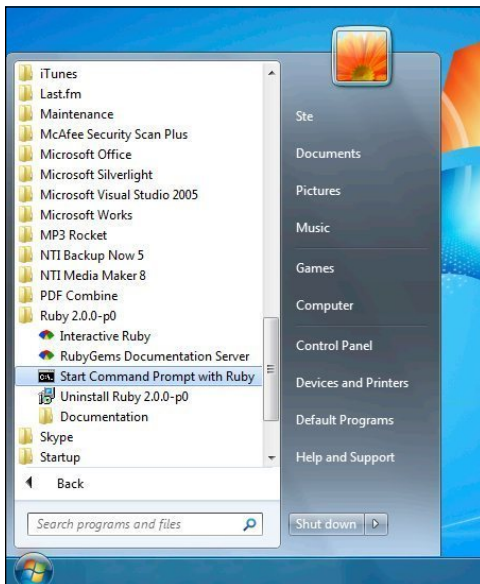 iTunes
Last.fm
Maintenance
McAfee Security Scan Plus
Microsoft Office
Microsoft Silverlight
Microsoft Visual Studio 2005
Microsoft Works
MP3 Rocket
NTI Backup Now 5
NTI Media Maker 8
PDF Combine
Ruby 2.0.0-p0
Interactive Ruby
RubyGems Documentation Server
Start Command Prompt with Ruby
Uninstall Ruby 2.0.0-p0
Documentation
Skype
Startup
Back
Search programs and files
Ste
Documents
Pictures
Music
Games
Computer
Control Panel
Devices and Printers
Default Programs
Help and Support
Shut down